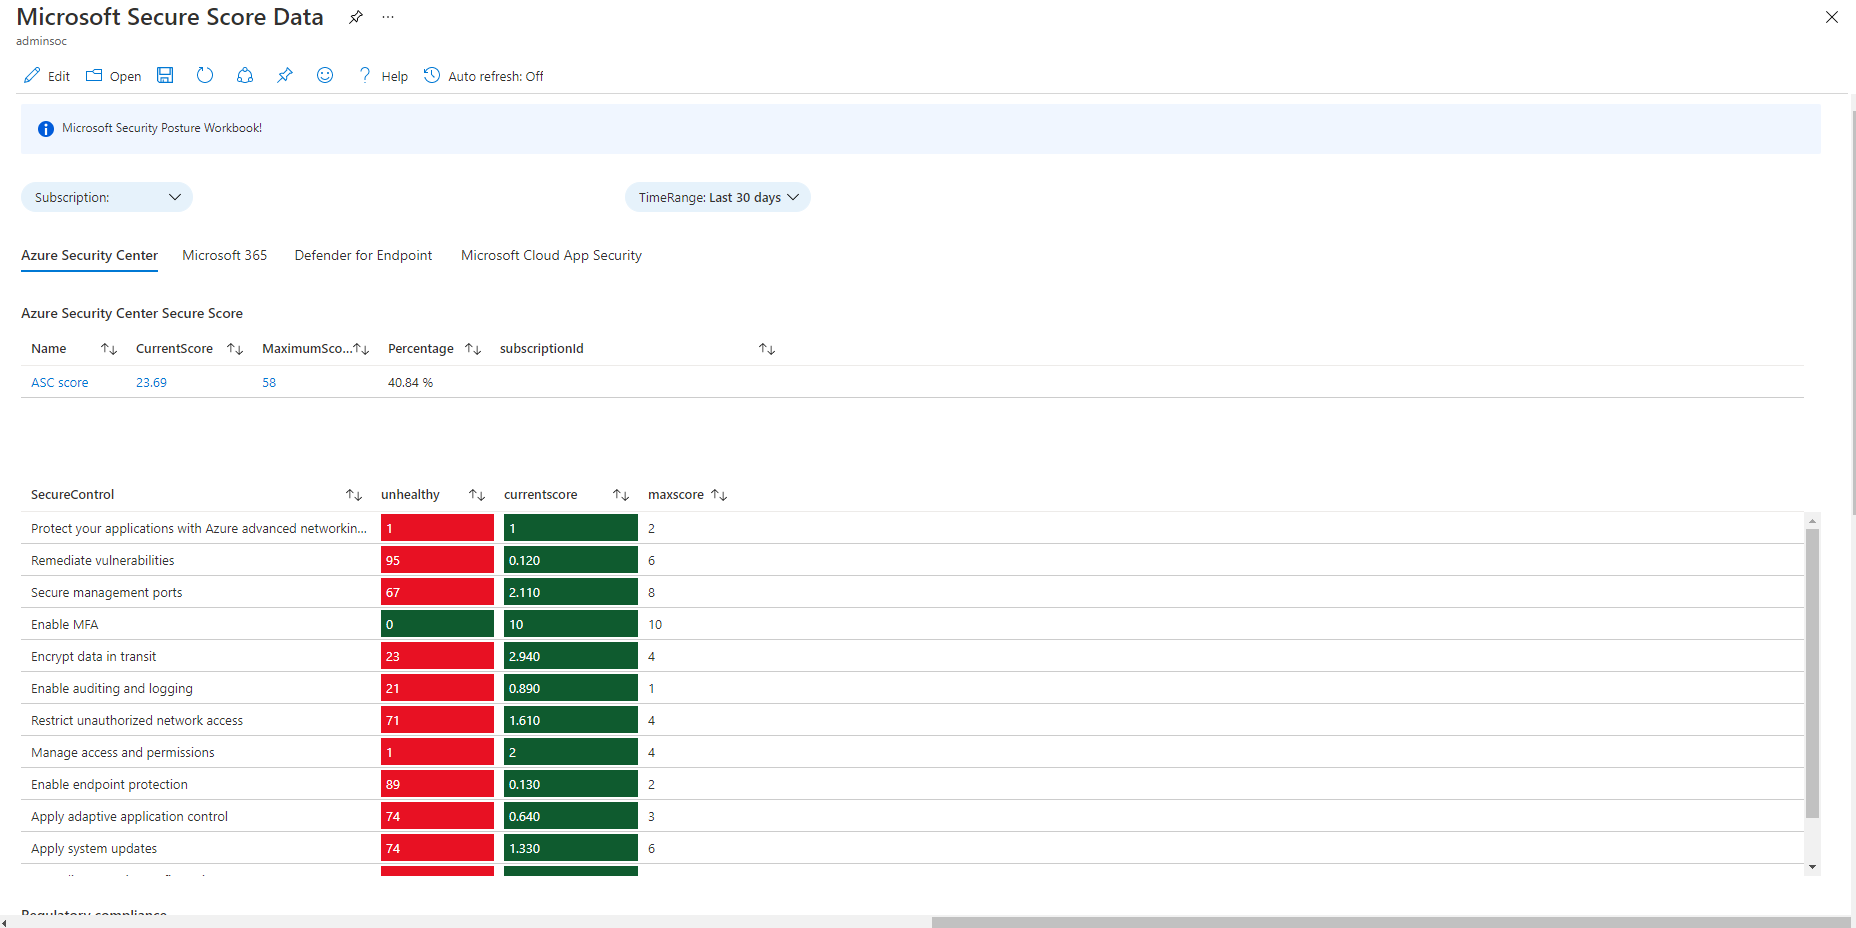 Microsoft Secure Score Data
adminsoc
Edit Open Help Auto refresh: Off
Microsoft Security Posture Workbook!
Subscription: TimeRange: Last 30 days
Azure Security Center Microsoft 365 Defender for Endpoint Microsoft Cloud App Security
Azure Security Center Secure Score
Name CurrentScore MaximumSco... Percentage subscriptionId
ASC score 23.69 58 40.84 %
SecureControl unhealthy currentscore maxscore
Protect your applications with Azure advanced networkin... 1 1 2
Remediate vulnerabilities 95 0.120 6
Secure management ports 67 2.110 8
Enable MFA 0 10 10
Encrypt data in transit 23 2.940 4
Enable auditing and logging 21 0.890 1
Restrict unauthorized network access 71 1.610 4
Manage access and permissions 1 2 4
Enable endpoint protection 89 0.130 2
Apply adaptive application control 74 0.640 3
Apply system updates 74 1.330 6
Regulatory compliance